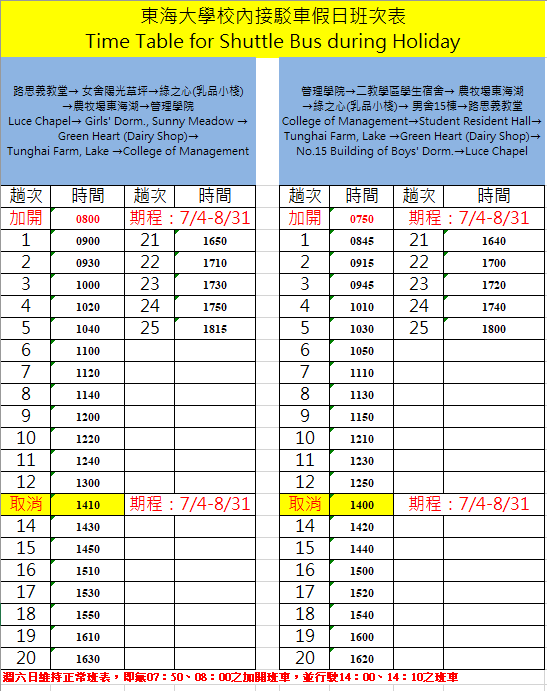 東海大學校內接駁車假日班次表
Time Table for Shuttle Bus during Holiday
路思義教堂→ 女舍陽光草坪→綠之心(乳品小棧)
→農牧場東海湖→管理學院
Luce Chapel→ Girls' Dorm., Sunny Meadow →
Green Heart (Dairy Shop)→
Tunghai Farm, Lake →College of Management
管理學院→二教學區學生宿舍→ 農牧場東海湖
→綠之心(乳品小棧)→ 男舍15棟→路思義教堂
College of Management→Student Resident Hall→
Tunghai Farm, Lake →Green Heart (Dairy Shop)→
No.15 Building of Boys' Dorm.→Luce Chapel
趟次 時間 趟次 時間 趟次 時間 趟次 時間
加開 0800 期程：7/4-8/31 加開 0750 期程：7/4-8/31
1 0900 21 1650 1 0845 21 1640
2 0930 22 1710 2 0915 22 1700
3 1000 23 1730 3 0945 23 1720
4 1020 24 1750 4 1010 24 1740
5 1040 25 1815 5 1030 25 1800
6 1100 6 1050
7 1120 7 1110
8 1140 8 1130
9 1200 9 1150
10 1220 10 1210
11 1240 11 1230
12 1300 12 1250
取消 1410 期程：7/4-8/31 取消 1400 期程：7/4-8/31
14 1430 14 1420
15 1450 15 1440
16 1510 16 1500
17 1530 17 1520
18 1550 18 1540
19 1610 19 1600
20 1630 20 1620
週六日維持正常班表，即無07：50、08：00之加開班車，並行駛14：00、14：10之班車